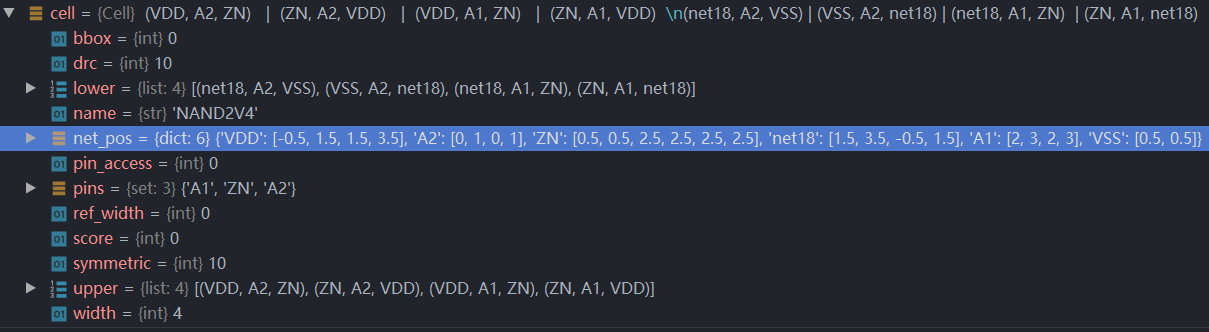 cell = {Cell} (VDD, A2, ZN) | (ZN, A2, VDD) | (VDD, A1, ZN) | (ZN, A1, VDD) \n(net18, A2, VSS) | (VSS, A2, net18) | (net18, A1, ZN) | (ZN, A1, net18)
01 bbox = {int} 0
01 drc = {int} 10
lower = {list: 4} [(net18, A2, VSS), (VSS, A2, net18), (net18, A1, ZN), (ZN, A1, net18)]
01 name = {str} 'NAND2V4'
net_pos = {dict: 6} {'VDD': [-0.5, 1.5, 1.5, 3.5], 'A2': [0, 1, 0, 1], 'ZN': [0.5, 0.5, 2.5, 2.5, 2.5, 2.5], 'net18': [1.5, 3.5, -0.5, 1.5], 'A1': [2, 3, 2, 3], 'VSS': [0.5, 0.5]}
01 pin_access = {int} 0
pins = {set: 3} {'A1', 'ZN', 'A2'}
01 ref_width = {int} 0
01 score = {int} 0
01 symmetric = {int} 10
upper = {list: 4} [(VDD, A2, ZN), (ZN, A2, VDD), (VDD, A1, ZN), (ZN, A1, VDD)]
01 width = {int} 4